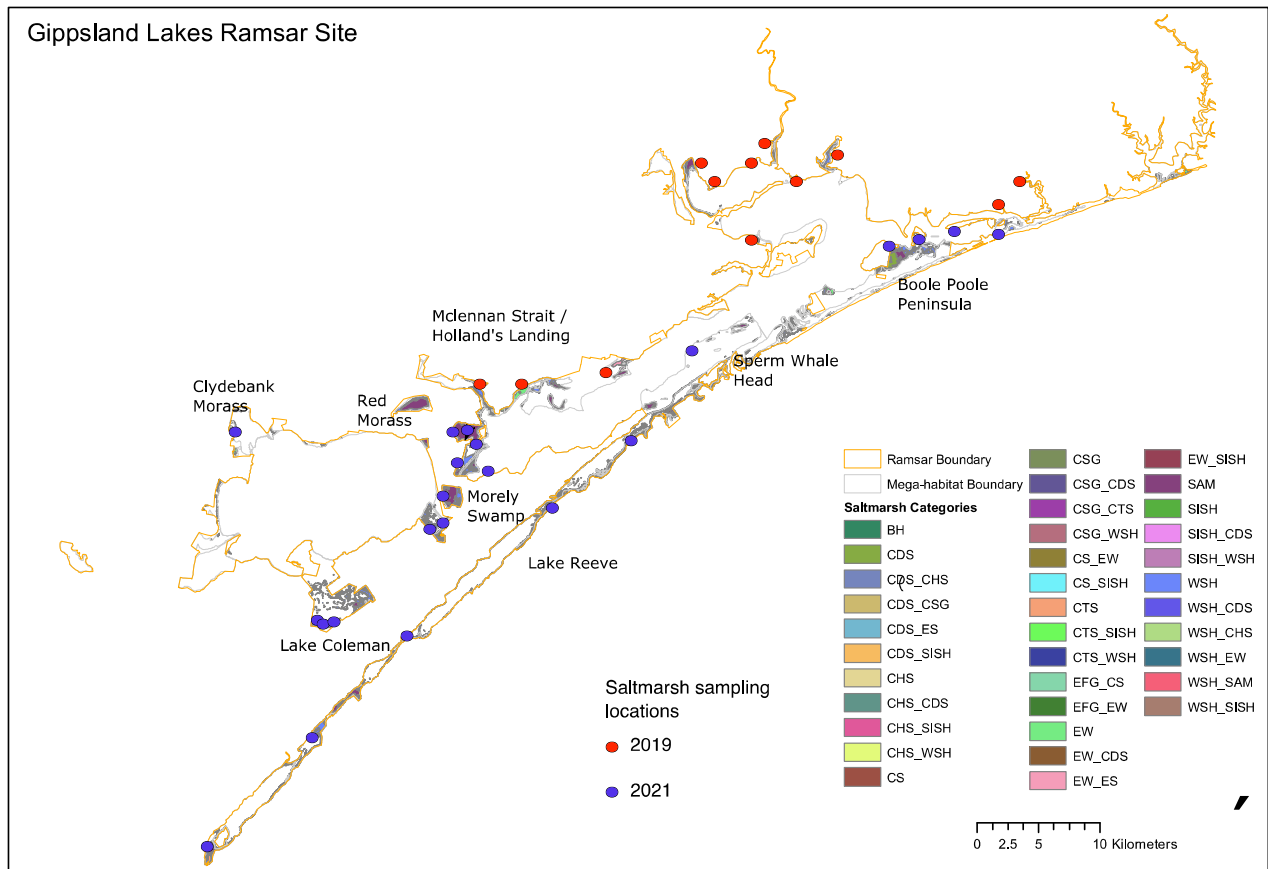 Gippsland Lakes Ramsar Site
Boole Poole
Peninsula
Mclennan Strait /
Holland's Landing
Sperm Whale
Head
Clydebank
Morass
Red
Morass
Morely
Swamp
Lake Reeve
Lake Coleman
Saltmarsh sampling
locations
2019
2021
Ramsar Boundary
Mega-habitat Boundary
Saltmarsh Categories
BH
CDS
CDS_CHS
CDS_CSG
CDS_ES
CDS_SISH
CHS
CHS_CDS
CHS_SISH
CHS_WSH
CS
CSG
CSG_CDS
CSG_CTS
CSG_WSH
CS_EW
CS_SISH
CTS
CTS_SISH
CTS_WSH
EFG_CS
EFG_EW
EW
EW_CDS
EW_ES
EW_SISH
SAM
SISH
SISH_CDS
SISH_WSH
WSH
WSH_CDS
WSH_CHS
WSH_EW
WSH_SAM
WSH_SISH
0 2.5 5 10 Kilometers